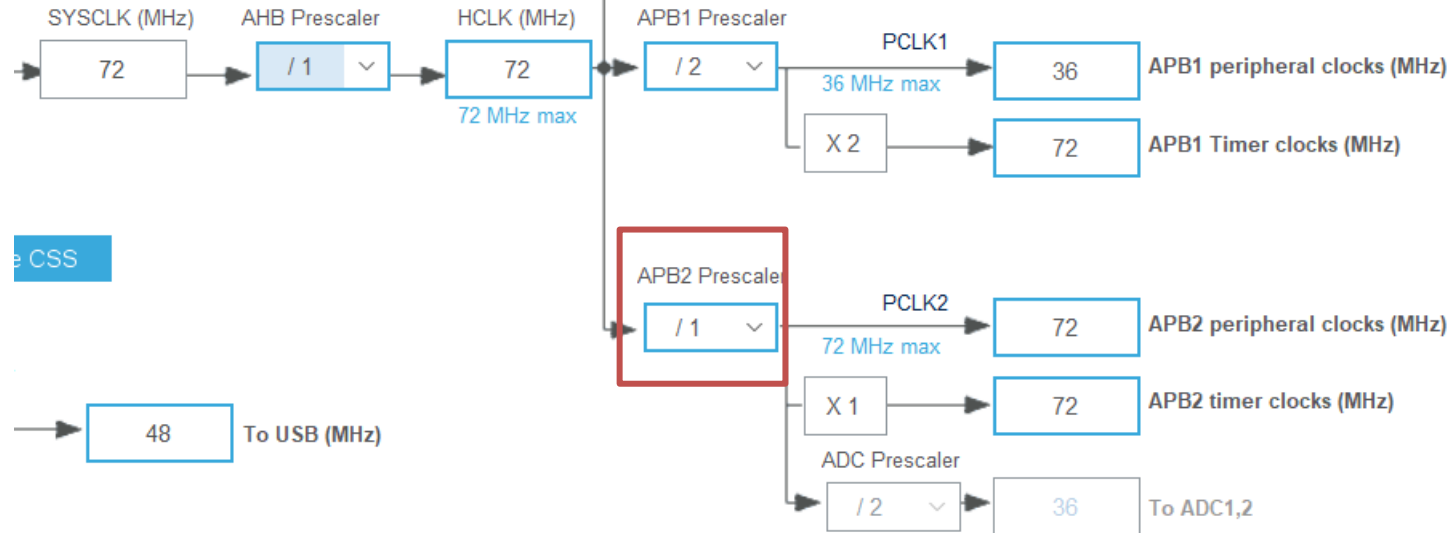 SYSCLK (MHz) AHB Prescaler HCLK (MHz) APB1 Prescaler
PCLK1
72 / 1 72 / 2 36 APB1 peripheral clocks (MHz)
36 MHz max
72 MHz max
X 2 72 APB1 Timer clocks (MHz)
e CSS
APB2 Prescaler
PCLK2
/ 1 72 APB2 peripheral clocks (MHz)
72 MHz max
X 1 72 APB2 timer clocks (MHz)
48 To USB (MHz)
ADC Prescaler
/ 2 36 To ADC1,2